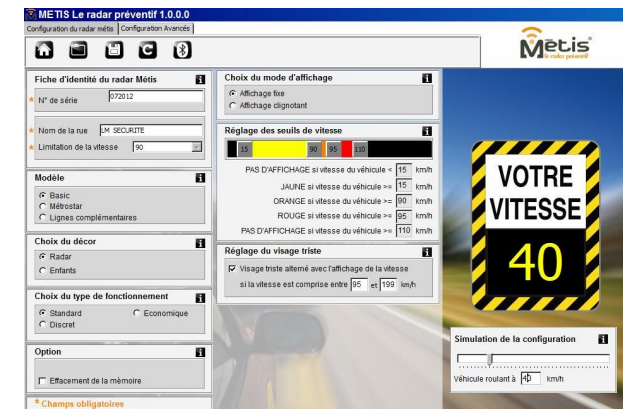 METIS Le radar préventif 1.0.0.0
Configuration du radar métis
Configuration Avancés
Mëtis
le radar préventif
Fiche d'identité du radar Métis
* N° de série 072012
* Nom de la rue LM SECURITE
* Limitation de la vitesse 90
Modèle
Basic
Métrostar
Lignes complémentaires
Choix du décor
Radar
Enfants
Choix du type de fonctionnement
Standard Economique
Discret
Option
Effacement de la mèmoire
* Champs obligatoires
Choix du mode d'affichage
Affichage fixe
Affichage clignotant
Réglage des seuils de vitesse
15 90 95 110
PAS D'AFFICHAGE si vitesse du véhicule < 15 km/h
JAUNE si vitesse du véhicule >= 15 km/h
ORANGE si vitesse du véhicule >= 90 km/h
ROUGE si vitesse du véhicule >= 95 km/h
PAS D'AFFICHAGE si vitesse du véhicule >= 110 km/h
Réglage du visage triste
Visage triste alterné avec l'affichage de la vitesse
si la vitesse est comprise entre 95 et 199 km/h
VOTRE
VITESSE
40
Simulation de la configuration
Véhicule roulant à 40 km/h